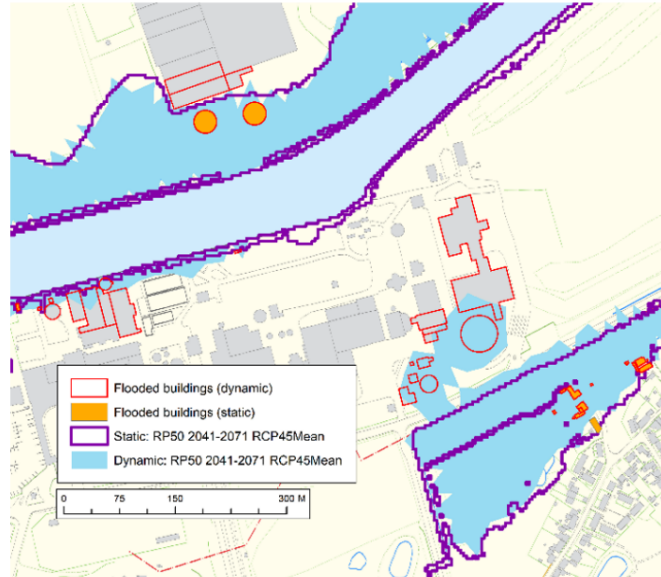 Flooded buildings (dynamic)
Flooded buildings (static)
Static: RP50 2041-2071 RCP45Mean
Dynamic: RP50 2041-2071 RCP45Mean
0 75 150 300 M